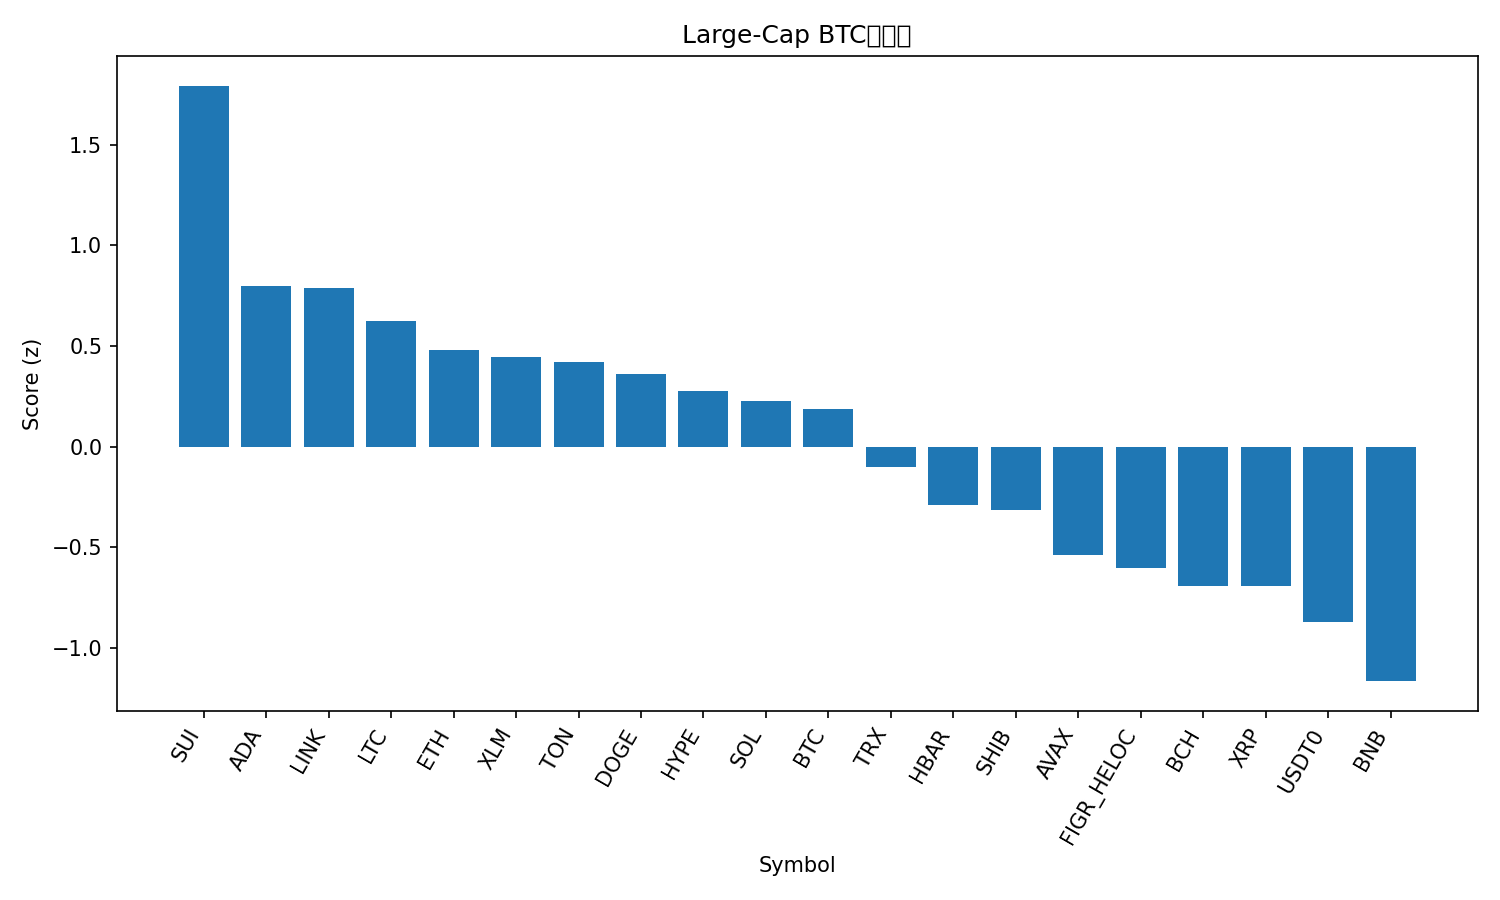 Large-Cap BTC
Score (z)
1.5
1.0
0.5
0.0
−0.5
−1.0
SUI
ADA
LINK
LTC
ETH
XLM
TON
DOGE
HYPE
SOL
BTC
TRX
HBAR
SHIB
AVAX
FIGR_HELOC
BCH
XRP
USDT0
BNB
Symbol